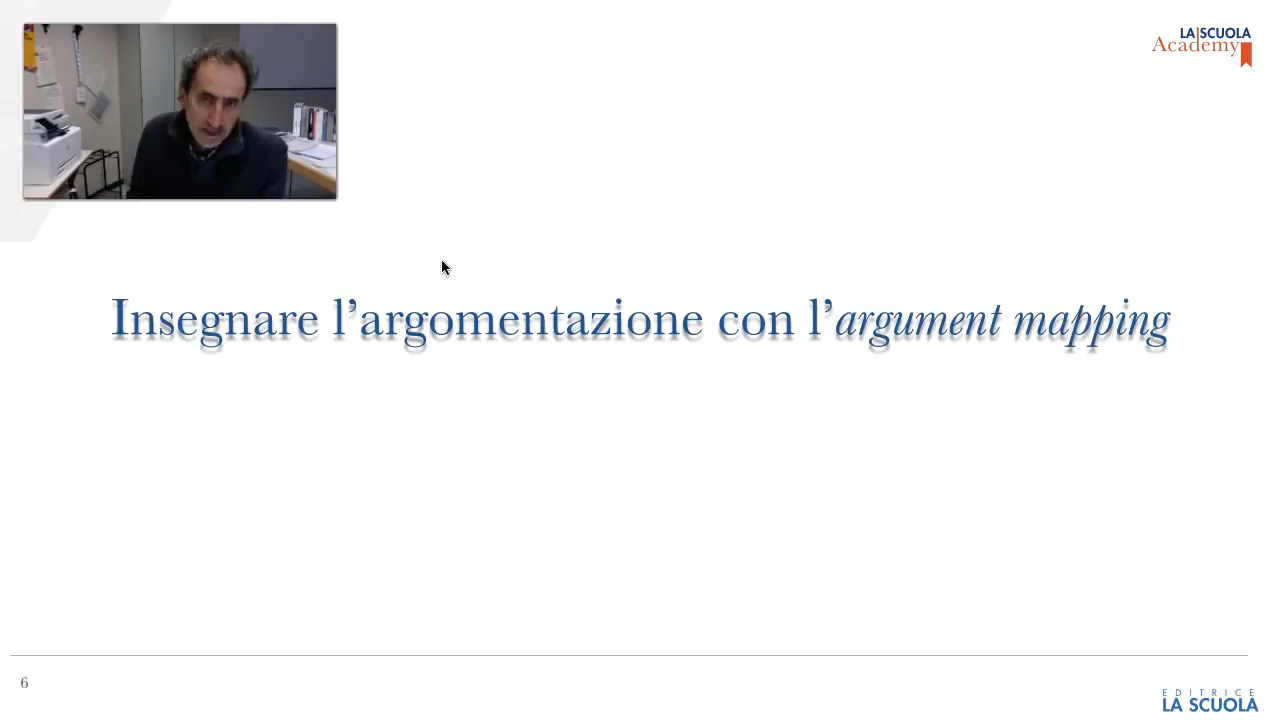 LA SCUOLA
Academy
Insegnare l’argomentazione con l’argument mapping
6
EDITRICE
LA SCUOLA